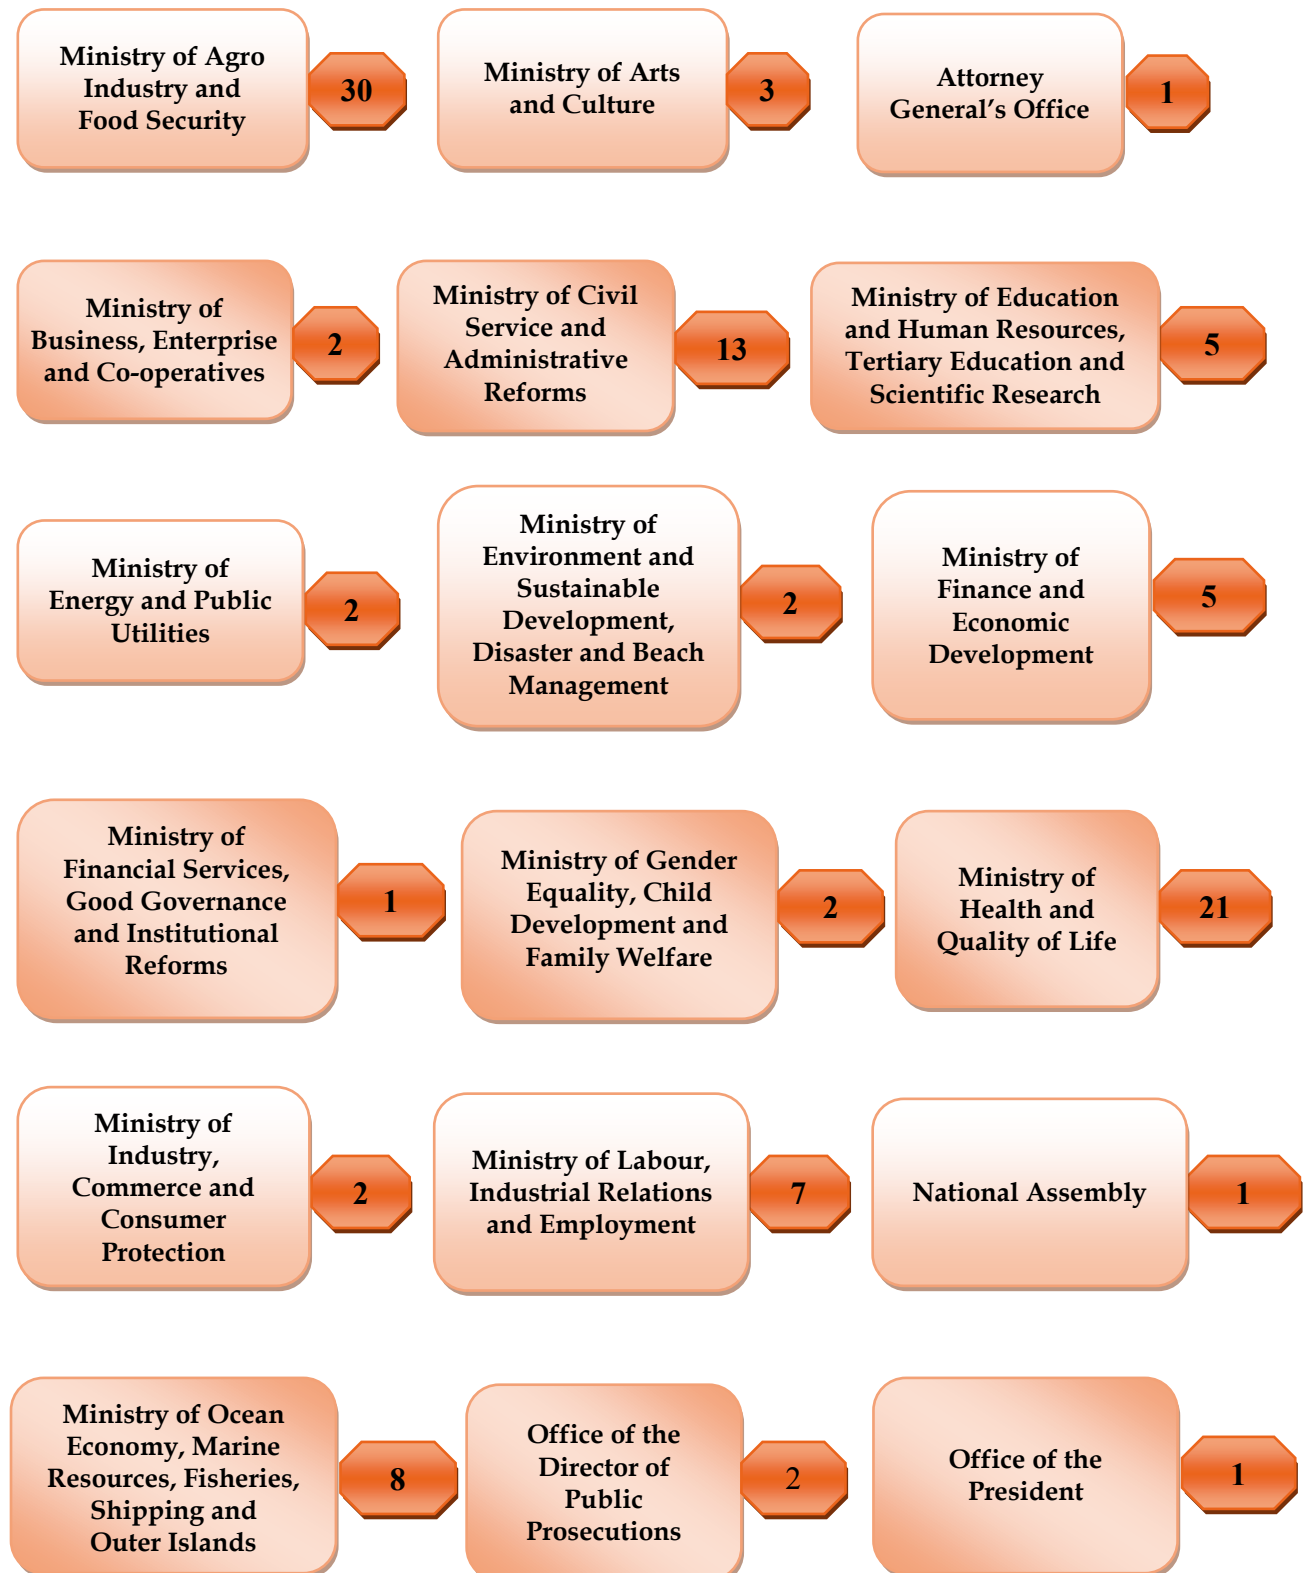 Ministry of Agro
Industry and
Food Security
30
Ministry of Arts
and Culture
3
Attorney
General’s Office
1
Ministry of
Business, Enterprise
and Co-operatives
2
Ministry of Civil
Service and
Administrative
Reforms
13
Ministry of Education
and Human Resources,
Tertiary Education and
Scientific Research
5
Ministry of
Energy and Public
Utilities
2
Ministry of
Environment and
Sustainable
Development,
Disaster and Beach
Management
2
Ministry of
Finance and
Economic
Development
5
Ministry of
Financial Services,
Good Governance
and Institutional
Reforms
1
Ministry of Gender
Equality, Child
Development and
Family Welfare
2
Ministry of
Health and
Quality of Life
21
Ministry of
Industry,
Commerce and
Consumer
Protection
2
Ministry of Labour,
Industrial Relations
and Employment
7
National Assembly
1
Ministry of Ocean
Economy, Marine
Resources, Fisheries,
Shipping and
Outer Islands
8
Office of the
Director of
Public
Prosecutions
2
Office of the
President
1